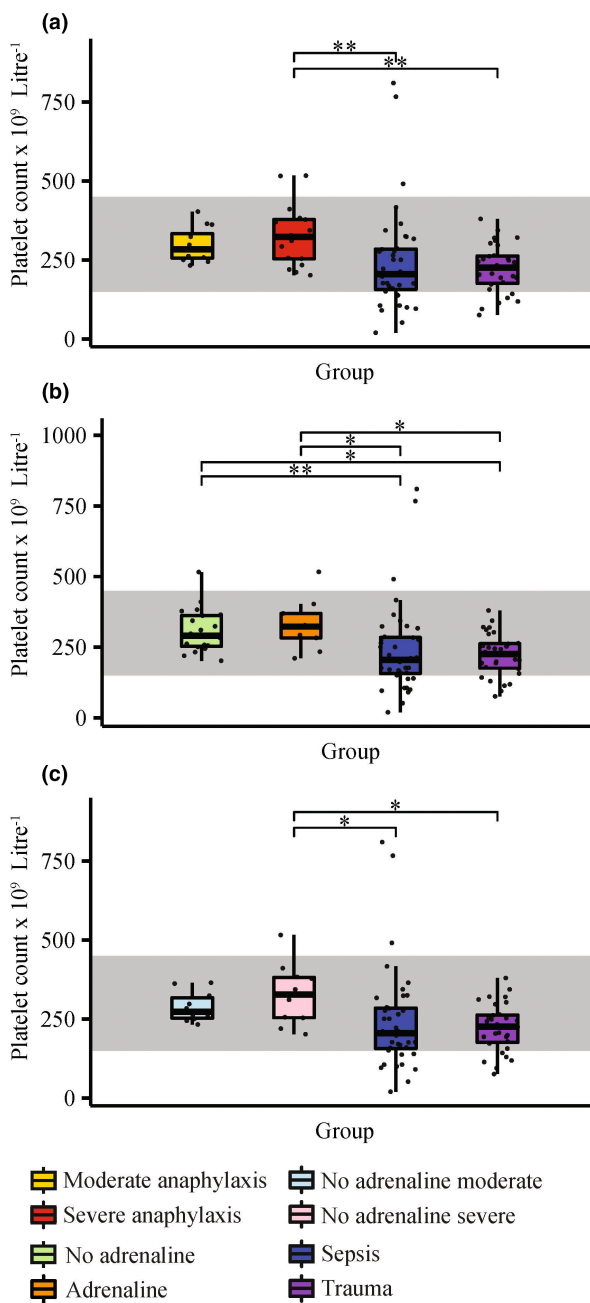 (a)
**
**
Platelet count x 10⁹ Litre⁻¹
750
500
250
0
Group
(b)
*
*
*
**
Platelet count x 10⁹ Litre⁻¹
1000
750
500
250
0
Group
(c)
*
*
Platelet count x 10⁹ Litre⁻¹
750
500
250
0
Group
Moderate anaphylaxis
Severe anaphylaxis
No adrenaline
Adrenaline
No adrenaline moderate
No adrenaline severe
Sepsis
Trauma